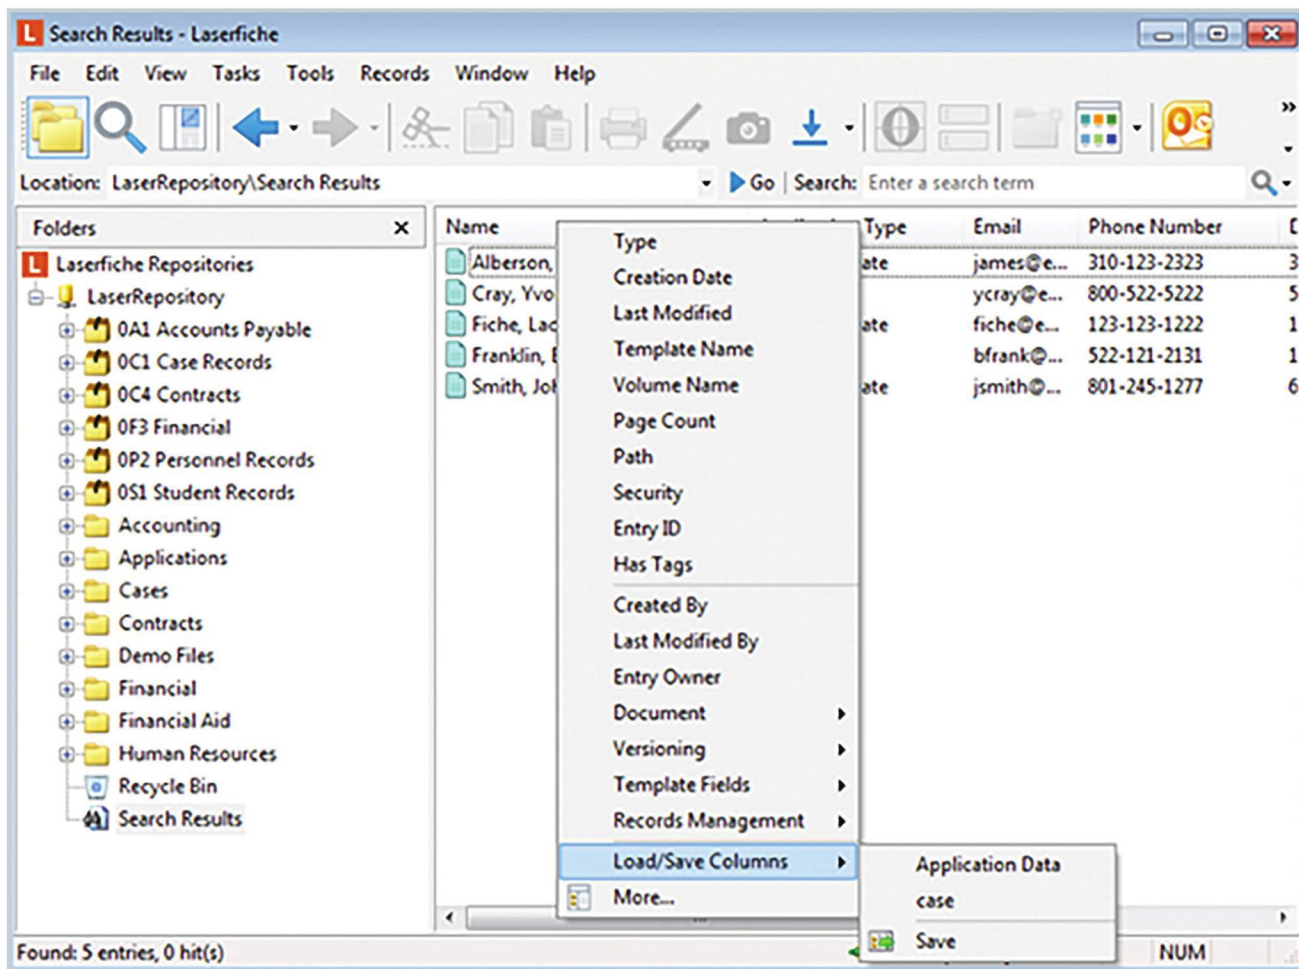 L Search Results - Laserfiche
File Edit View Tasks Tools Records Window Help
Location: LaserRepository\Search Results Go Search: Enter a search term
Folders
Laserfiche Repositories
LaserRepository
0A1 Accounts Payable
0C1 Case Records
0C4 Contracts
0F3 Financial
0P2 Personnel Records
0S1 Student Records
Accounting
Applications
Cases
Contracts
Demo Files
Financial
Financial Aid
Human Resources
Recycle Bin
Search Results
Name Type Email Phone Number
Alberson, ate james@e... 310-123-2323 3
Cray, Yvo ycray@e... 800-522-5222 5
Fiche, Lac ate fiche@e... 123-123-1222 1
Franklin, bfrank@... 522-121-2131 1
Smith, Joh ate jsmith@... 801-245-1277 6
Type
Creation Date
Last Modified
Template Name
Volume Name
Page Count
Path
Security
Entry ID
Has Tags
Created By
Last Modified By
Entry Owner
Document
Versioning
Template Fields
Records Management
Load/Save Columns
More...
Application Data
case
Save
Found: 5 entries, 0 hit(s) NUM